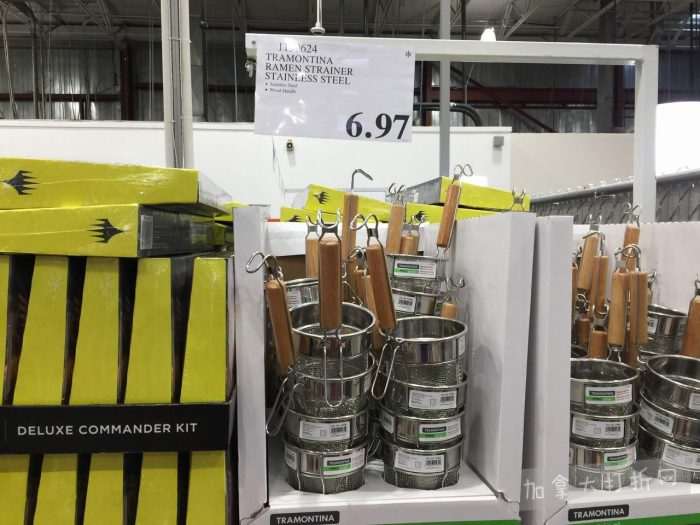 TRAMONTINA
RAMEN STRAINER
STAINLESS STEEL
6.97
DELUXE COMMANDER KIT
TRAMONTINA
TRAMONTINA
加拿大打折网